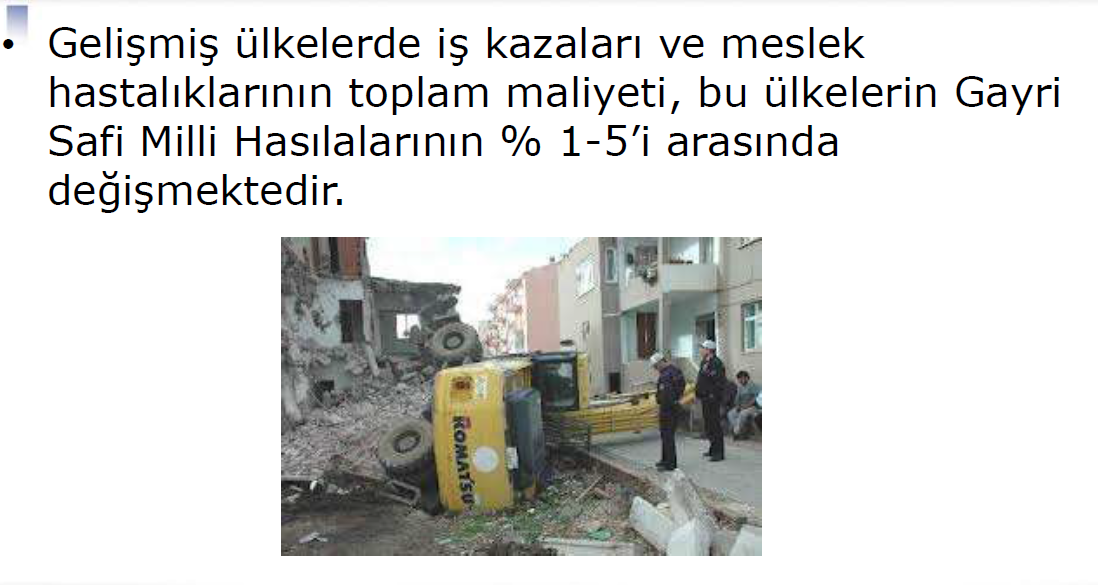 • Gelişmiş ülkelerde iş kazaları ve meslek
hastalıklarının toplam maliyeti, bu ülkelerin Gayri
Safi Milli Hasılalarının % 1-5’i arasında
değişmektedir.
KOMATSU